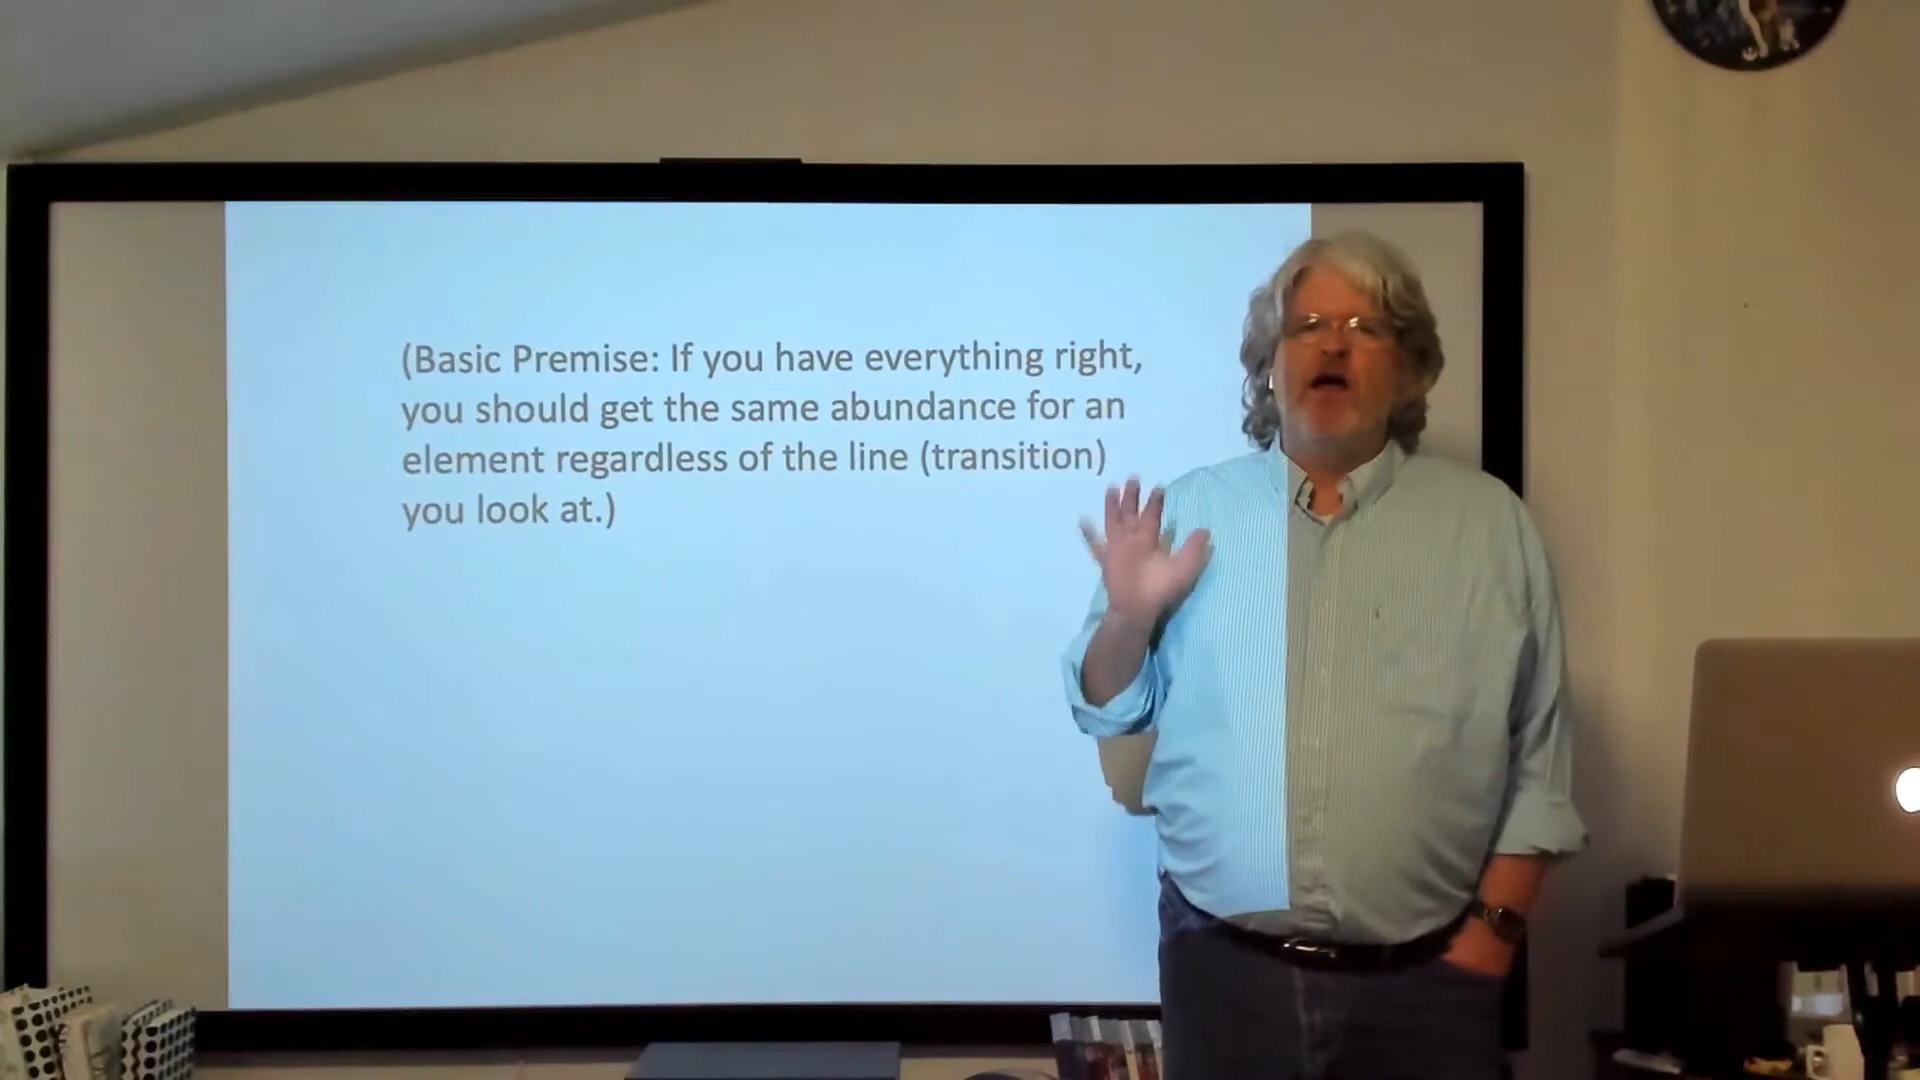 (Basic Premise: If you have everything right,
you should get the same abundance for an
element regardless of the line (transition)
you look at.)